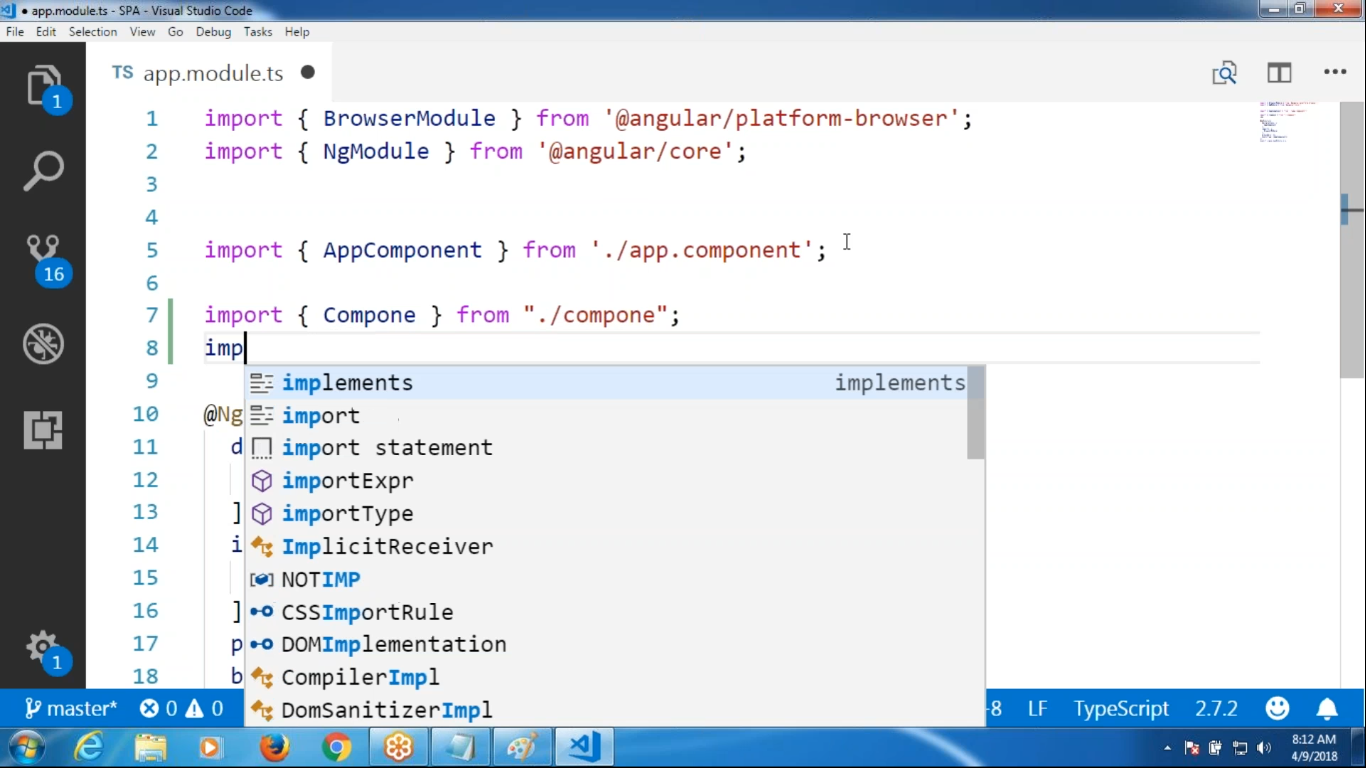 ● app.module.ts - SPA - Visual Studio Code
File Edit Selection View Go Debug Tasks Help
TS app.module.ts ●
1 import { BrowserModule } from '@angular/platform-browser';
2 import { NgModule } from '@angular/core';
3
4
5 import { AppComponent } from './app.component';
6
7 import { Compone } from "./compone";
8 imp
9 implements implements
10 @Ng import
11 d import statement
12 importExpr
13 ] importType
14 i ImplicitReceiver
15 NOTIMP
16 ] CSSImportRule
17 p DOMImplementation
18 b CompilerImpl
DomSanitizerImpl
1
16
1
master* 0 0 -8 LF TypeScript 2.7.2
8:12 AM
4/9/2018